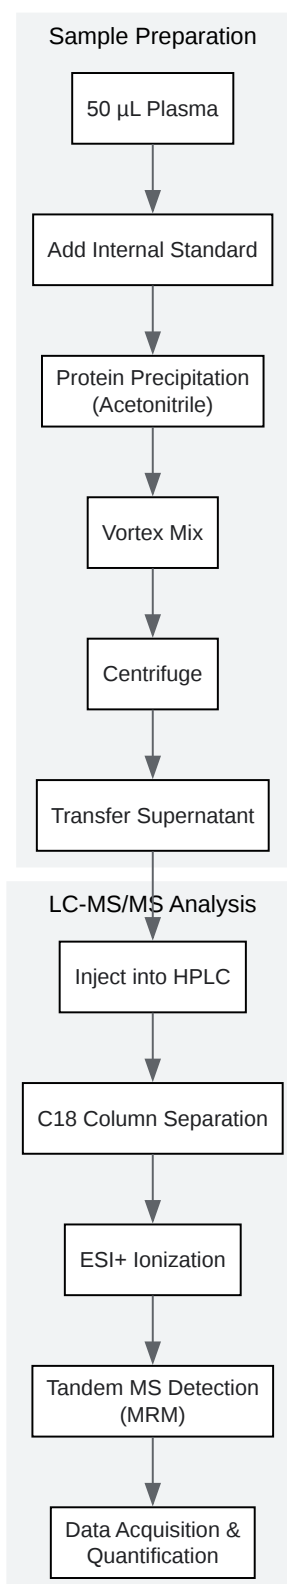 Sample Preparation
50 µL Plasma
Add Internal Standard
Protein Precipitation
(Acetonitrile)
Vortex Mix
Centrifuge
Transfer Supernatant
LC-MS/MS Analysis
Inject into HPLC
C18 Column Separation
ESI+ Ionization
Tandem MS Detection
(MRM)
Data Acquisition &
Quantification